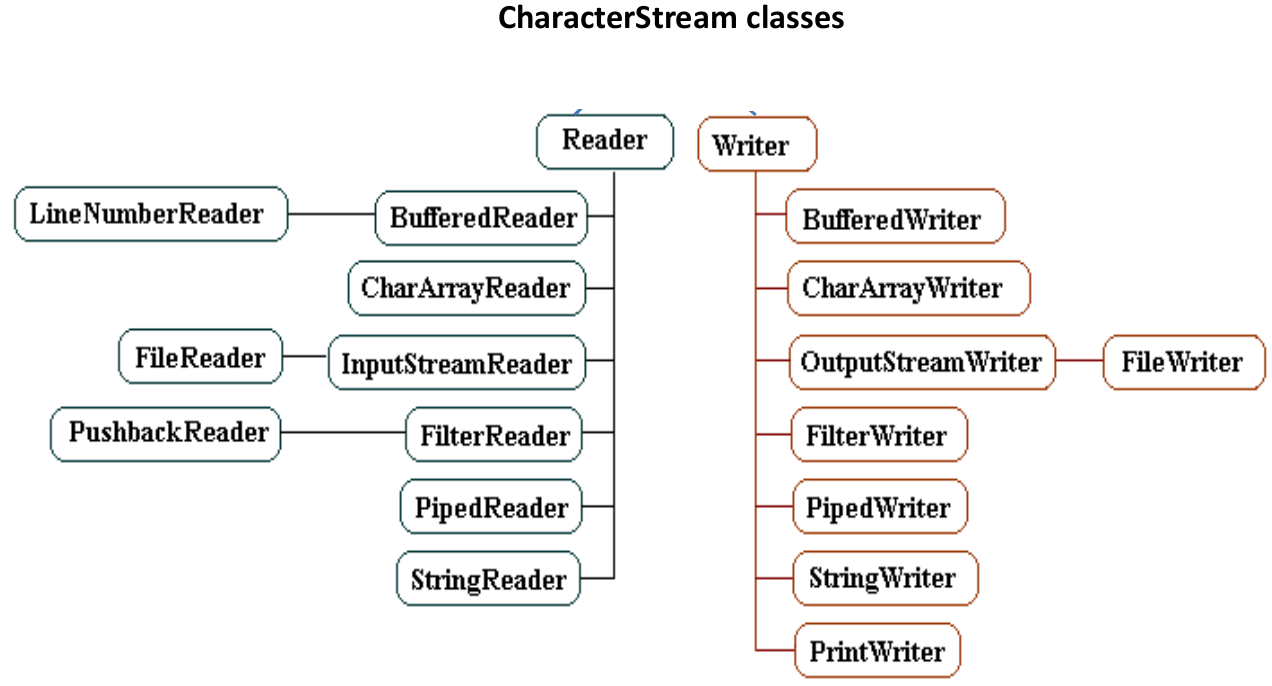 CharacterStream classes
Reader
Writer
LineNumberReader
BufferedReader
BufferedWriter
CharArrayReader
CharArrayWriter
FileReader
InputStreamReader
OutputStreamWriter
FileWriter
PushbackReader
FilterReader
FilterWriter
PipedReader
PipedWriter
StringReader
StringWriter
PrintWriter